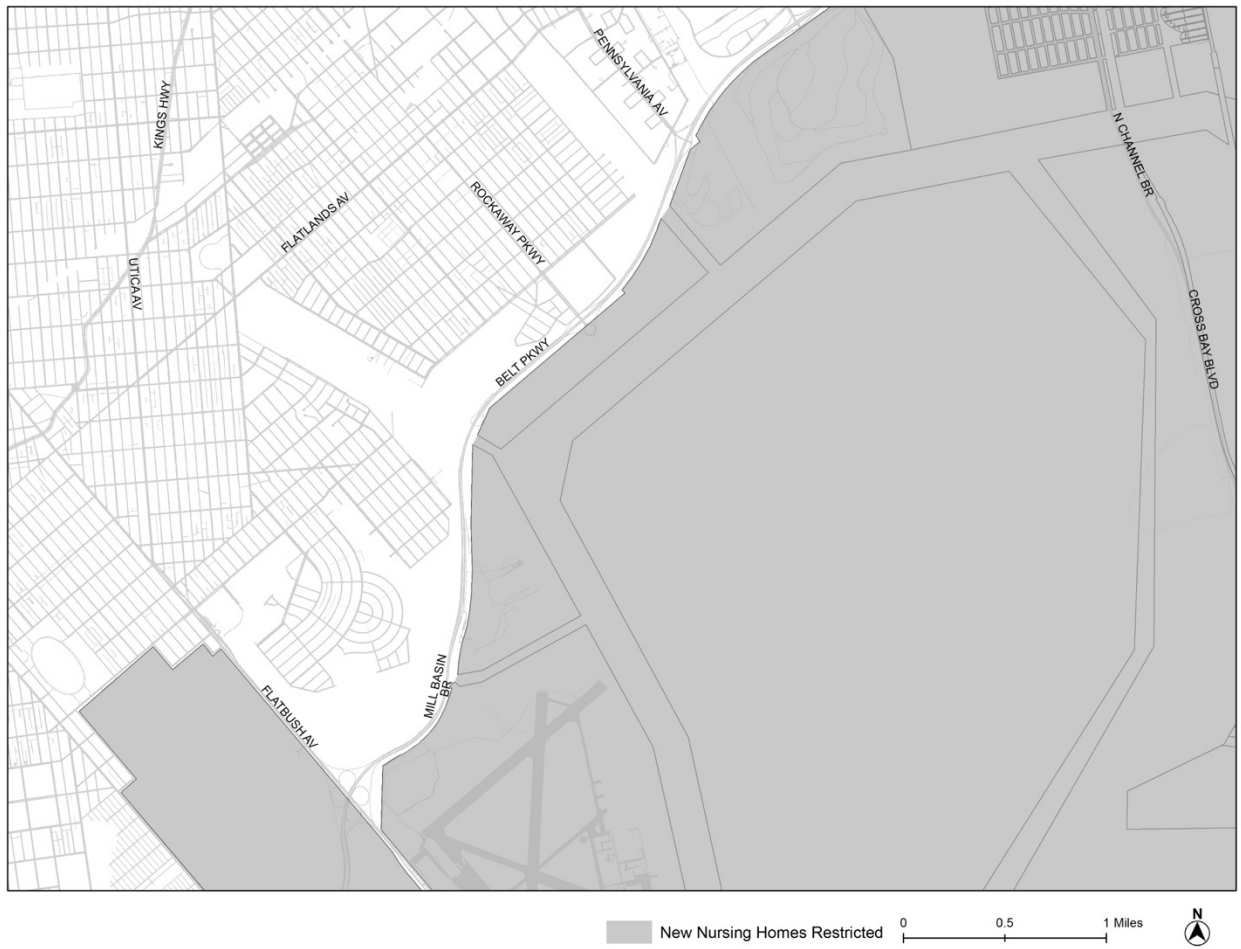 PENNSYLVANIA AV
KINGS HWY
N CHANNEL BR
ROCKAWAY PKWY
FLATLANDS AV
UTICA AV
CROSS BAY BLVD
BELT PKWY
MILL BASIN
BR
FLATBUSH AV
New Nursing Homes Restricted
0 0.5 1 Miles
N